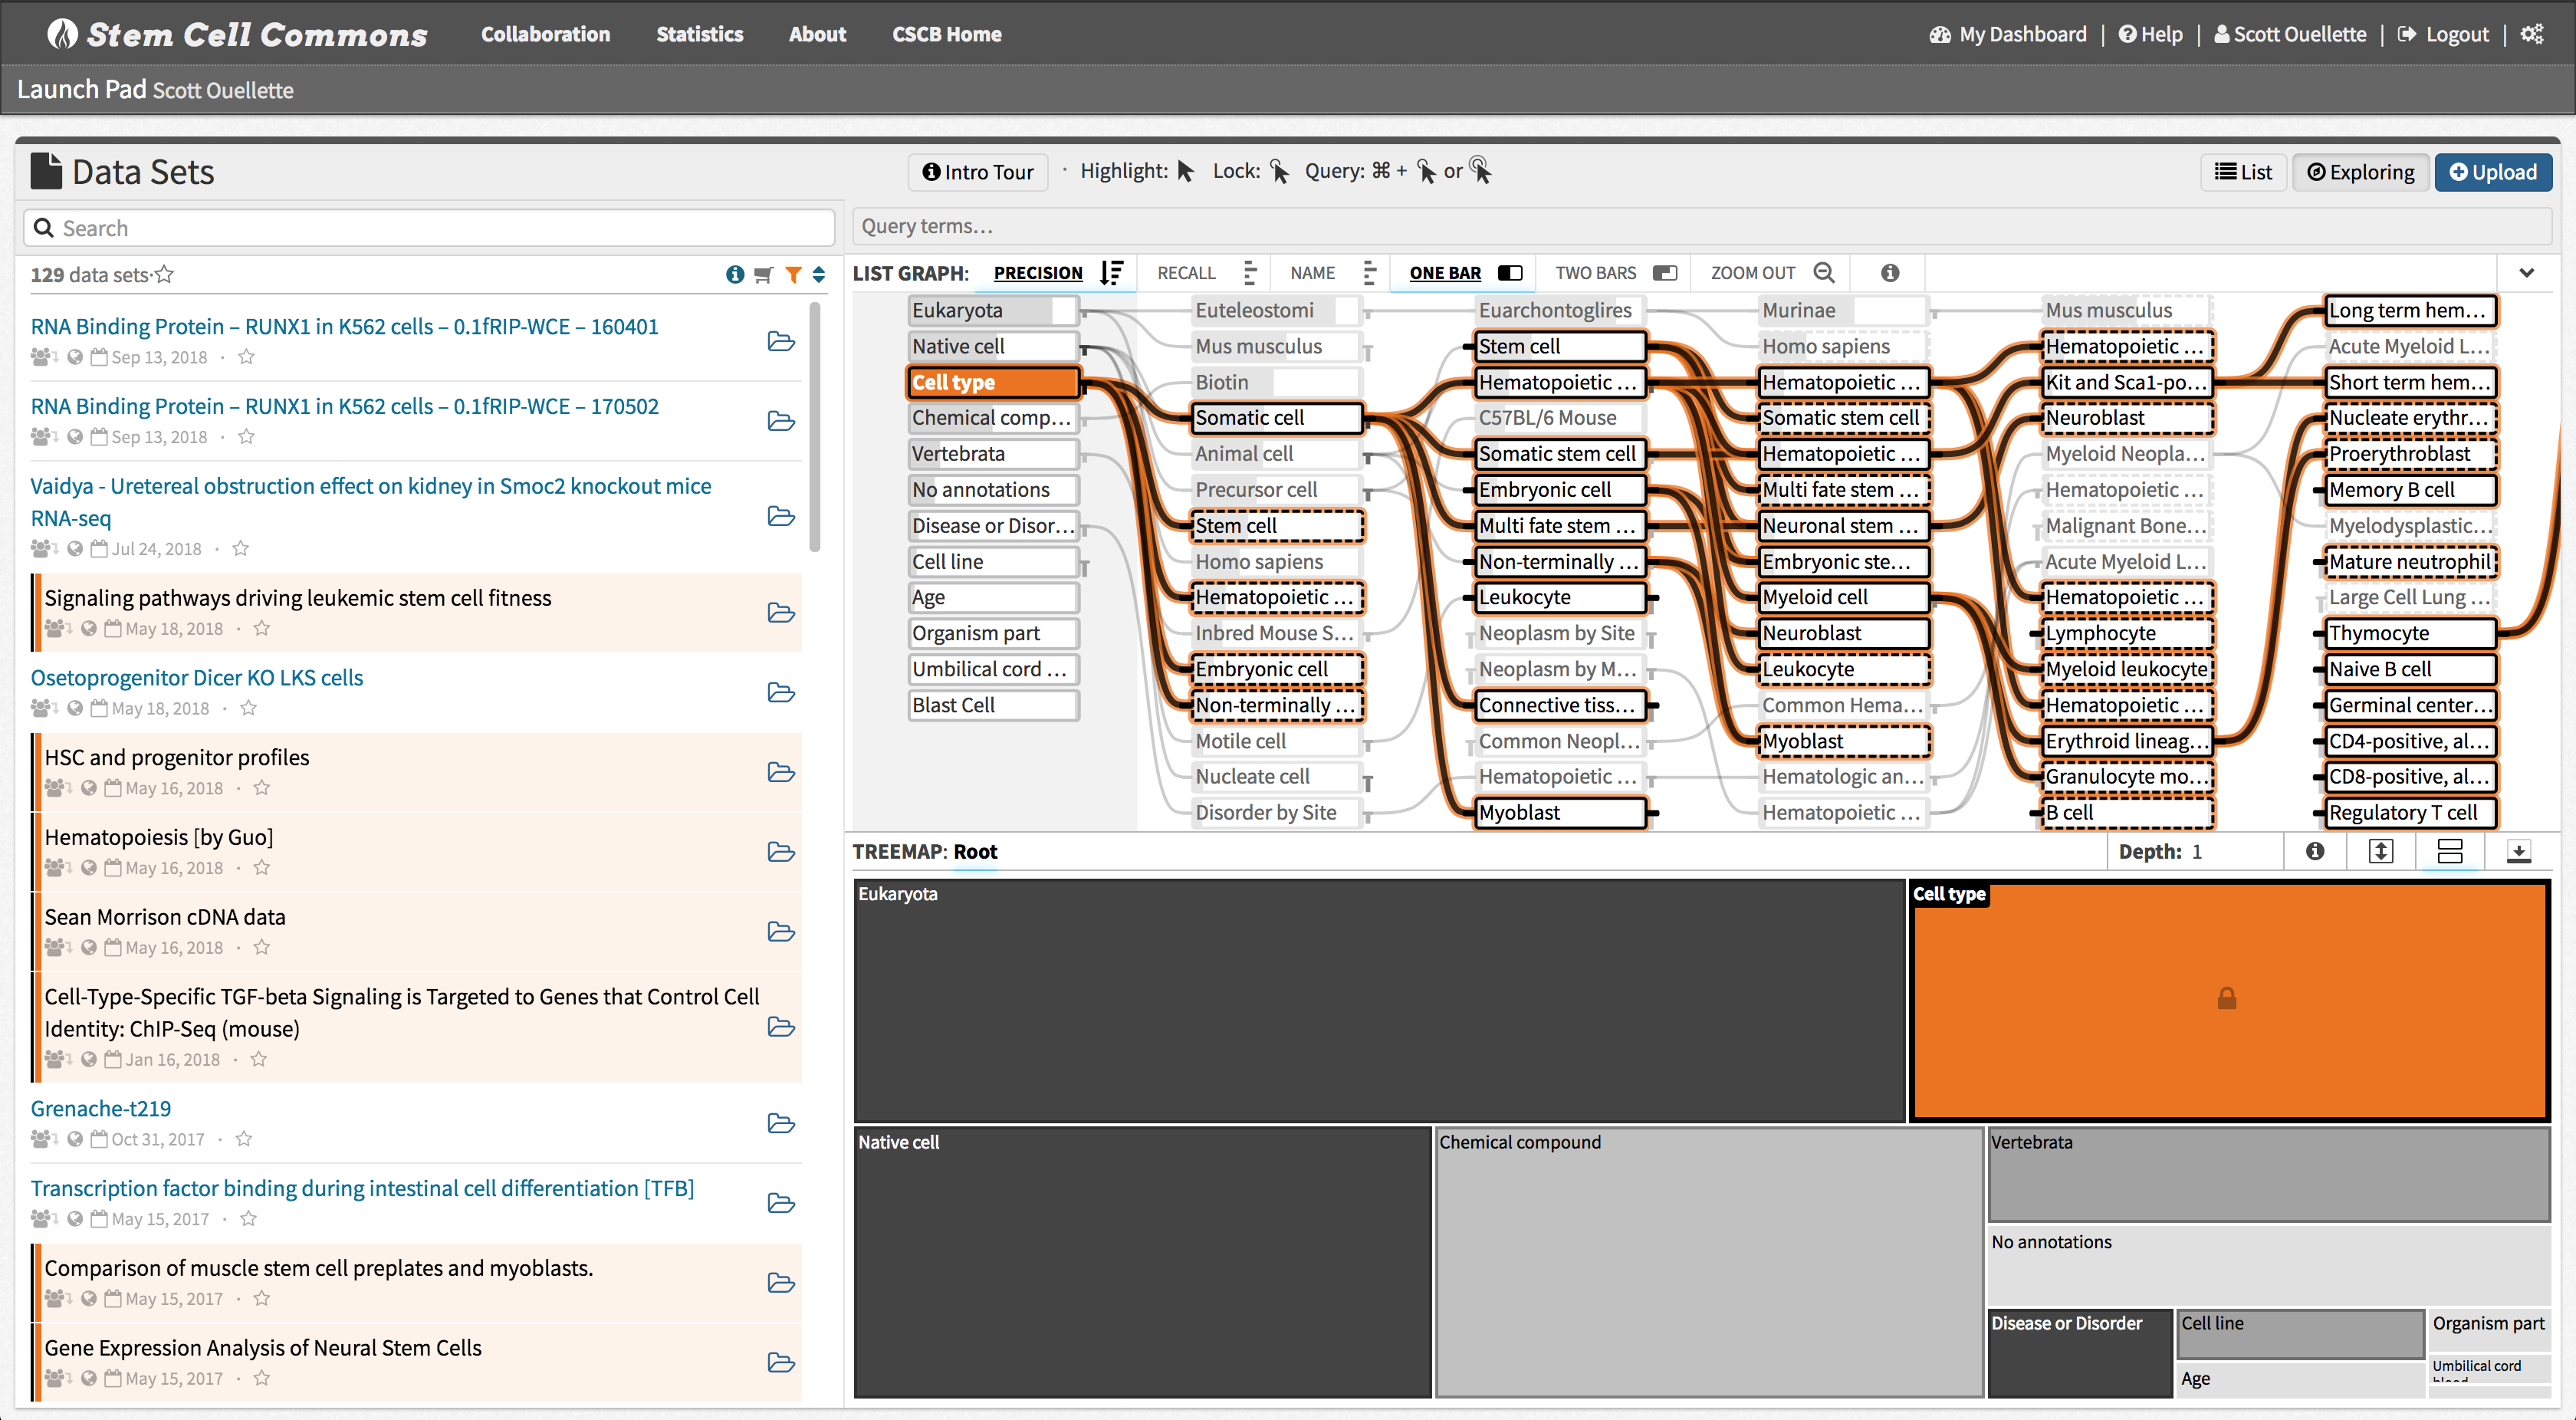 Stem Cell Commons Collaboration Statistics About CSCB Home My Dashboard | Help | Scott Ouellette | Logout |
Launch Pad Scott Ouellette
Data Sets
Intro Tour · Highlight: Lock: Query: ⌘ + or
List Exploring Upload
Search
129 data sets·
RNA Binding Protein – RUNX1 in K562 cells – 0.1fRIP-WCE – 160401
Sep 13, 2018 ·
RNA Binding Protein – RUNX1 in K562 cells – 0.1fRIP-WCE – 170502
Sep 13, 2018 ·
Vaidya - Uretereal obstruction effect on kidney in Smoc2 knockout mice
RNA-seq
Jul 24, 2018 ·
Signaling pathways driving leukemic stem cell fitness
May 18, 2018 ·
Osetoprogenitor Dicer KO LKS cells
May 18, 2018 ·
HSC and progenitor profiles
May 16, 2018 ·
Hematopoiesis [by Guo]
May 16, 2018 ·
Sean Morrison cDNA data
May 16, 2018 ·
Cell-Type-Specific TGF-beta Signaling is Targeted to Genes that Control Cell
Identity: ChIP-Seq (mouse)
Jan 16, 2018 ·
Grenache-t219
Oct 31, 2017 ·
Transcription factor binding during intestinal cell differentiation [TFB]
May 15, 2017 ·
Comparison of muscle stem cell preplates and myoblasts.
May 15, 2017 ·
Gene Expression Analysis of Neural Stem Cells
May 15, 2017 ·
Query terms…
LIST GRAPH: PRECISION RECALL NAME ONE BAR TWO BARS ZOOM OUT
Eukaryota
Native cell
Cell type
Chemical comp…
Vertebrata
No annotations
Disease or Disor…
Cell line
Age
Organism part
Umbilical cord …
Blast Cell
Euteleostomi
Mus musculus
Biotin
Somatic cell
Animal cell
Precursor cell
Stem cell
Homo sapiens
Hematopoietic …
Inbred Mouse S…
Embryonic cell
Non-terminally …
Motile cell
Nucleate cell
Disorder by Site
Euarchontoglires
Stem cell
Hematopoietic …
C57BL/6 Mouse
Somatic stem cell
Embryonic cell
Multi fate stem …
Non-terminally …
Leukocyte
Neoplasm by Site
Neoplasm by M…
Connective tiss…
Common Neopl…
Hematopoietic …
Myoblast
Murinae
Homo sapiens
Hematopoietic …
Somatic stem cell
Hematopoietic …
Multi fate stem …
Neuronal stem …
Embryonic ste…
Myeloid cell
Neuroblast
Leukocyte
Common Hema…
Myoblast
Hematologic an…
Hematopoietic …
Mus musculus
Hematopoietic …
Kit and Sca1-po…
Neuroblast
Myeloid Neopla…
Hematopoietic …
Malignant Bone…
Acute Myeloid L…
Hematopoietic …
Lymphocyte
Myeloid leukocyte
Hematopoietic …
Erythroid lineag…
Granulocyte mo…
B cell
Long term hem…
Acute Myeloid L…
Short term hem…
Nucleate erythr…
Proerythroblast
Memory B cell
Myelodysplastic…
Mature neutrophil
Large Cell Lung …
Thymocyte
Naive B cell
Germinal center…
CD4-positive, al…
CD8-positive, al…
Regulatory T cell
TREEMAP: Root Depth: 1
Eukaryota
Cell type
Native cell
Chemical compound
Vertebrata
No annotations
Disease or Disorder
Cell line
Organism part
Umbilical cord
Age